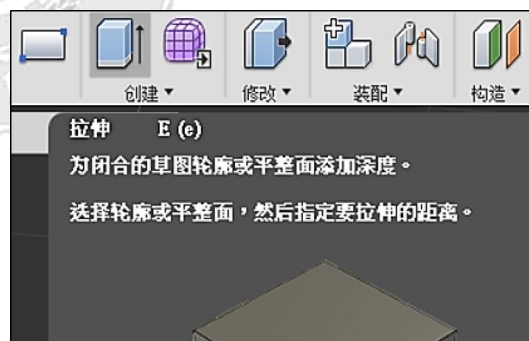 创建▼ 修改▼ 装配▼ 构造▼
拉伸 E (e)
为闭合的草图轮廓或平整面添加深度。
选择轮廓或平整面，然后指定要拉伸的距离。